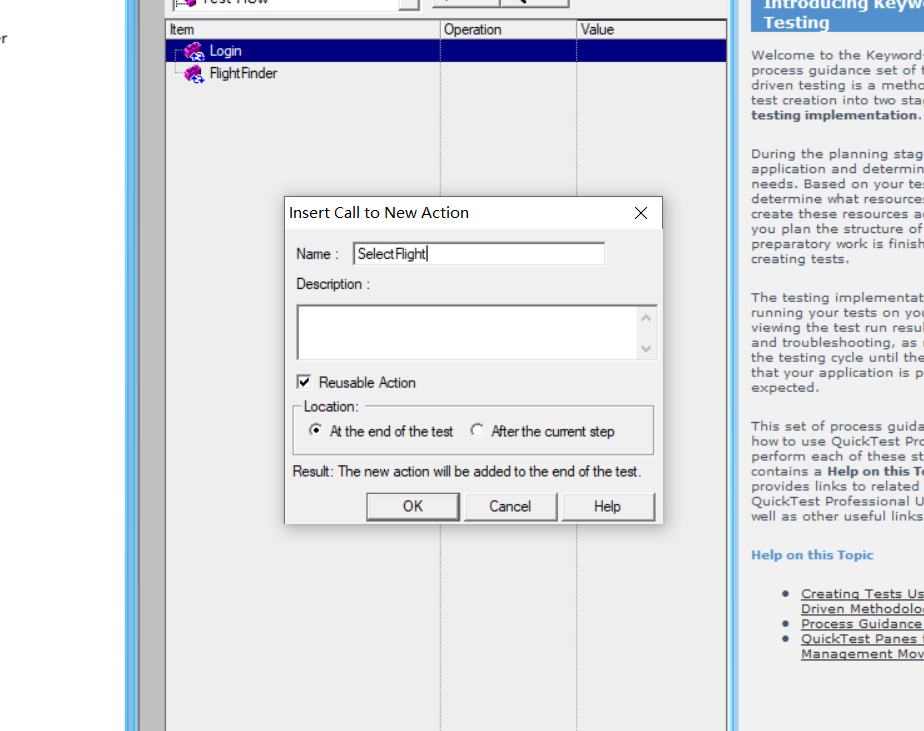 Test Flow
Item Operation Value
Login
FlightFinder
Insert Call to New Action
Name :
SelectFlight
Description :
Reusable Action
Location:
At the end of the test
After the current step
Result: The new action will be added to the end of the test.
OK Cancel Help
Introducing Keyw
Testing
Welcome to the Keyword-
process guidance set of t
driven testing is a metho
test creation into two sta
testing implementation.
During the planning stag
application and determin
needs. Based on your te
determine what resource
create these resources a
you plan the structure of
preparatory work is finish
creating tests.
The testing implementat
running your tests on you
viewing the test run resul
and troubleshooting, as
the testing cycle until the
that your application is p
expected.
This set of process guida
how to use QuickTest Pro
perform each of these st
contains a Help on this To
provides links to related
QuickTest Professional U
well as other useful links
Help on this Topic
Creating Tests Us
Driven Methodolo
Process Guidance
QuickTest Panes
Management Mov